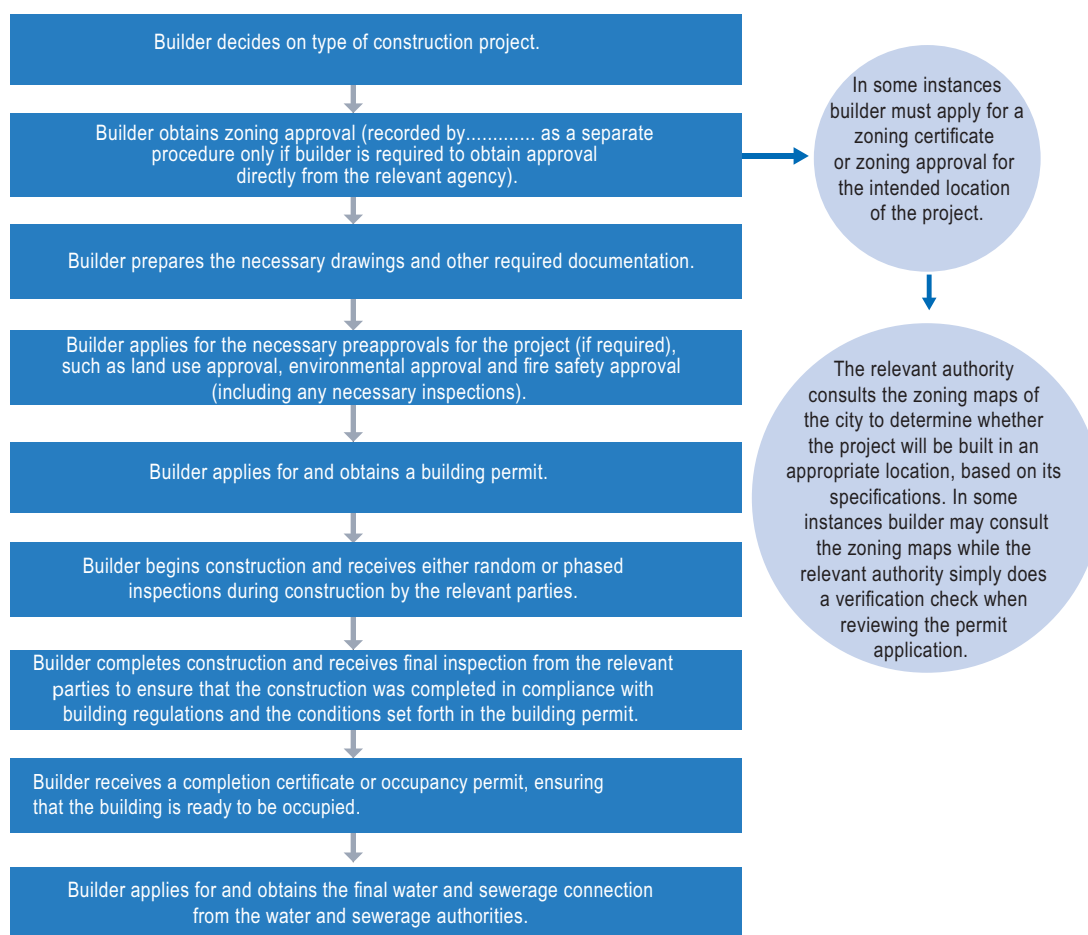 Builder decides on type of construction project.
Builder obtains zoning approval (recorded by............. as a separate
procedure only if builder is required to obtain approval
directly from the relevant agency).
In some instances
builder must apply for a
zoning certificate
or zoning approval for
the intended location
of the project.
Builder prepares the necessary drawings and other required documentation.
Builder applies for the necessary preapprovals for the project (if required),
such as land use approval, environmental approval and fire safety approval
(including any necessary inspections).
The relevant authority
consults the zoning maps of
the city to determine whether
the project will be built in an
appropriate location, based on its
specifications. In some
instances builder may consult
the zoning maps while the
relevant authority simply does
a verification check when
reviewing the permit
application.
Builder applies for and obtains a building permit.
Builder begins construction and receives either random or phased
inspections during construction by the relevant parties.
Builder completes construction and receives final inspection from the relevant
parties to ensure that the construction was completed in compliance with
building regulations and the conditions set forth in the building permit.
Builder receives a completion certificate or occupancy permit, ensuring
that the building is ready to be occupied.
Builder applies for and obtains the final water and sewerage connection
from the water and sewerage authorities.